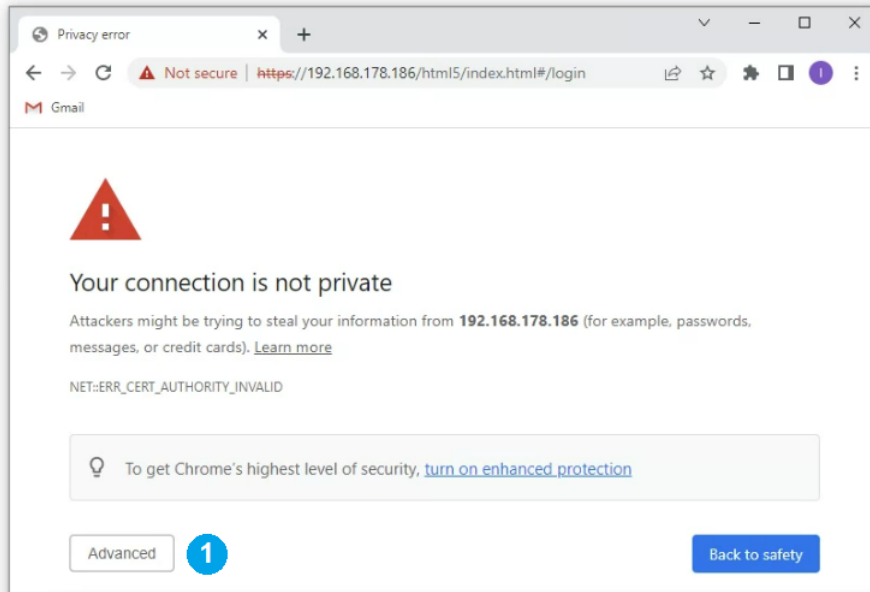 Privacy error
Not secure | https://192.168.178.186/html5/index.html#/login
I
Gmail
!
Your connection is not private
Attackers might be trying to steal your information from 192.168.178.186 (for example, passwords,
messages, or credit cards). Learn more
NET::ERR_CERT_AUTHORITY_INVALID
To get Chrome's highest level of security, turn on enhanced protection
Advanced
1
Back to safety